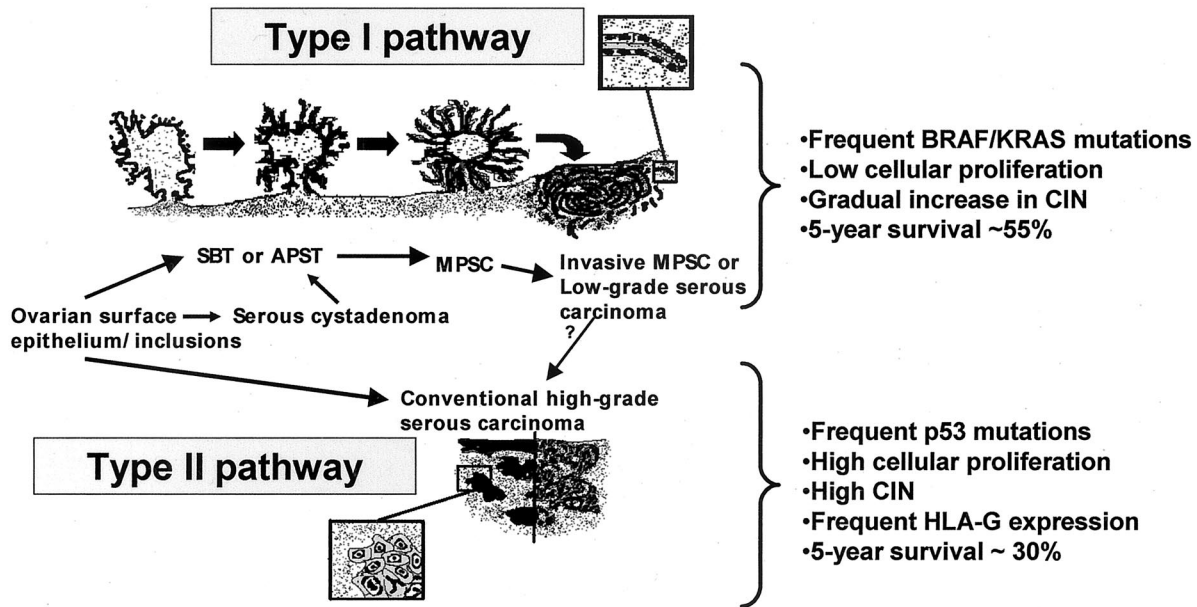 Type I pathway
•Frequent BRAF/KRAS mutations
•Low cellular proliferation
•Gradual increase in CIN
•5-year survival ~55%
SBT or APST
MPSC
Invasive MPSC or
Low-grade serous
carcinoma
?
Ovarian surface
epithelium/ inclusions
Serous cystadenoma
Conventional high-grade
serous carcinoma
Type II pathway
•Frequent p53 mutations
•High cellular proliferation
•High CIN
•Frequent HLA-G expression
•5-year survival ~ 30%